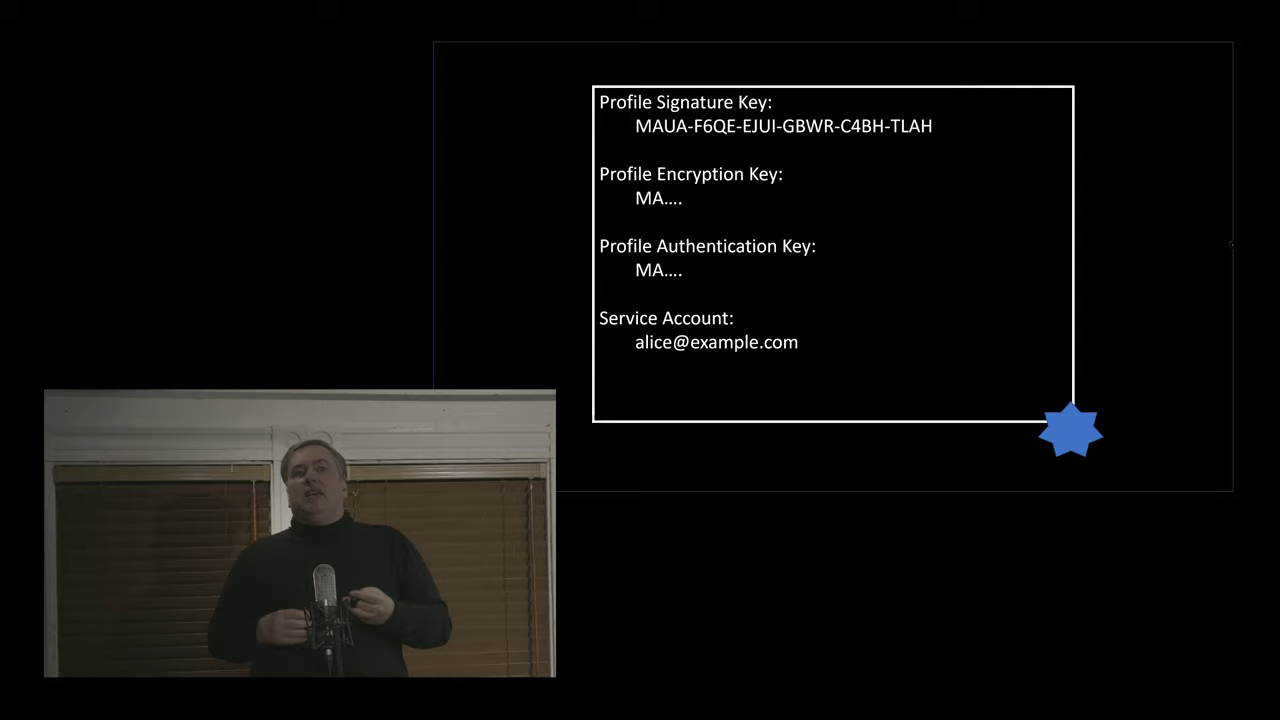 Profile Signature Key:
MAUA-F6QE-EJUI-GBWR-C4BH-TLAH
Profile Encryption Key:
MA....
Profile Authentication Key:
MA....
Service Account:
alice@example.com